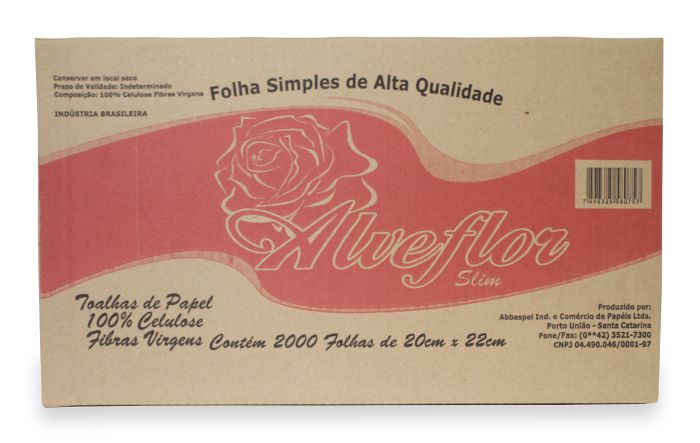 Conservar em local seco
Prazo de Validade: Indeterminado
Composição: 100% Celulose Fibras Virgens
INDÚSTRIA BRASILEIRA
Folha Simples de Alta Qualidade
Alveflor
Slim
Toalhas de Papel
100% Celulose
Fibras Virgens Contém 2000 Folhas de 20cm x 22cm
Produzido por:
Abbaspel Ind. e Comércio de Papéis Ltda.
Porto União - Santa Catarina
Fone/Fax: (0**42) 3521-7300
CNPJ 04.490.046/0001-97